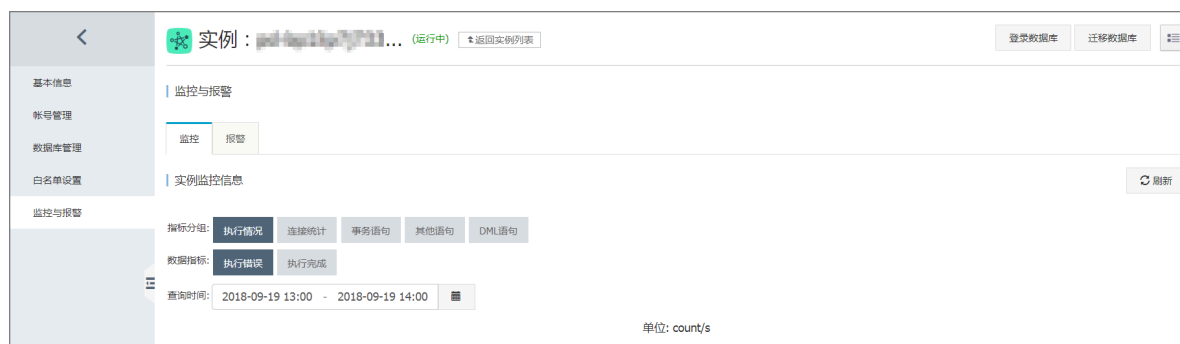 实例：... (运行中) 返回实例列表 登录数据库 迁移数据库
基本信息
帐号管理
数据库管理
白名单设置
监控与报警
监控与报警
监控 报警
实例监控信息 刷新
指标分组: 执行情况 连接统计 事务语句 其他语句 DML语句
数据指标: 执行错误 执行完成
查询时间: 2018-09-19 13:00 - 2018-09-19 14:00
单位: count/s